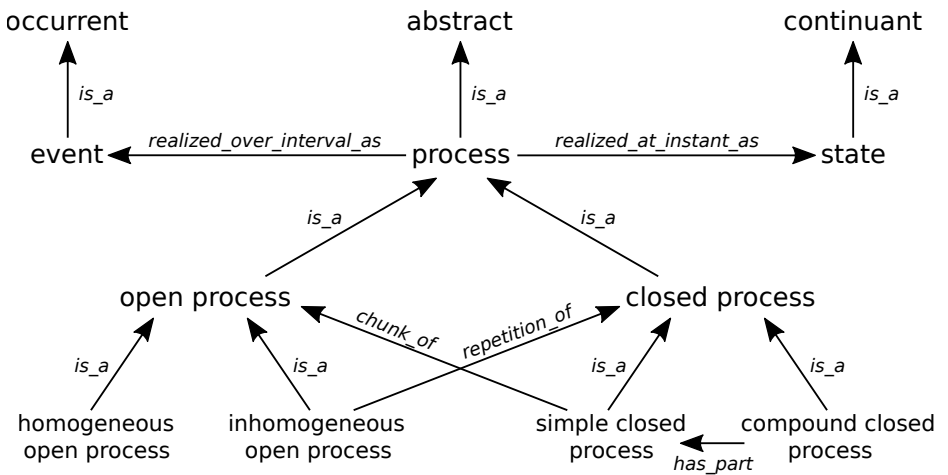 occurrent abstract continuant
is_a is_a is_a
realized_over_interval_as realized_at_instant_as
event process state
is_a is_a
open process closed process
chunk_of repetition_of
is_a is_a is_a is_a
homogeneous inhomogeneous simple closed compound closed
open process open process process process
has_part